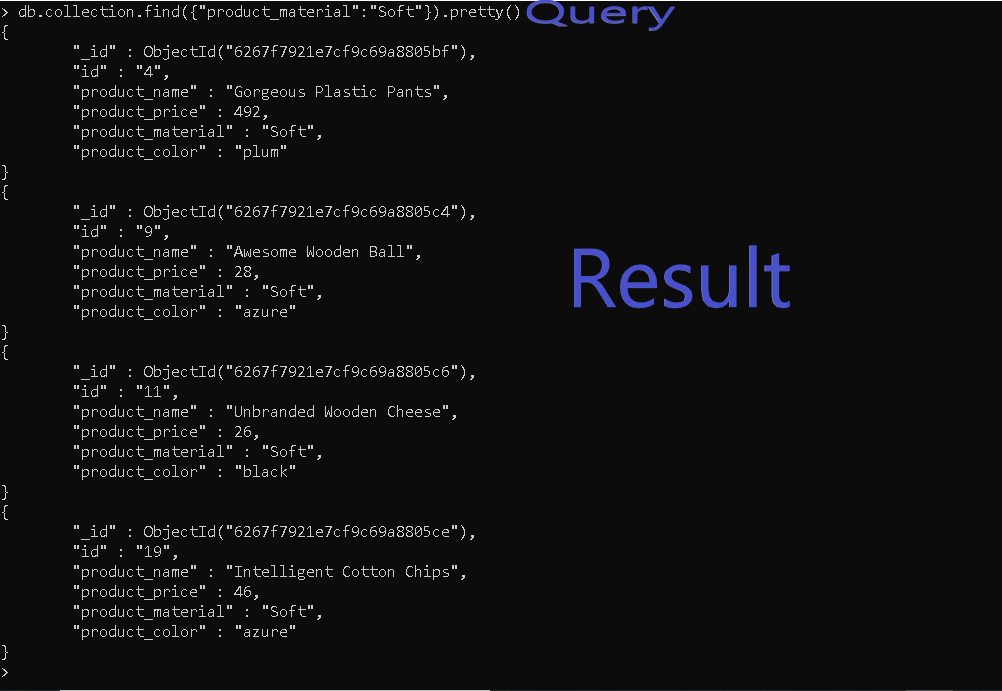 > db.collection.find({"product_material":"Soft"}).pretty() Query
{
"_id" : ObjectId("6267f7921e7cf9c69a8805bf"),
"id" : "4",
"product_name" : "Gorgeous Plastic Pants",
"product_price" : 492,
"product_material" : "Soft",
"product_color" : "plum"
}
{
"_id" : ObjectId("6267f7921e7cf9c69a8805c4"),
"id" : "9",
"product_name" : "Awesome Wooden Ball",
"product_price" : 28,
"product_material" : "Soft",
"product_color" : "azure"
}
Result
{
"_id" : ObjectId("6267f7921e7cf9c69a8805c6"),
"id" : "11",
"product_name" : "Unbranded Wooden Cheese",
"product_price" : 26,
"product_material" : "Soft",
"product_color" : "black"
}
{
"_id" : ObjectId("6267f7921e7cf9c69a8805ce"),
"id" : "19",
"product_name" : "Intelligent Cotton Chips",
"product_price" : 46,
"product_material" : "Soft",
"product_color" : "azure"
}
>